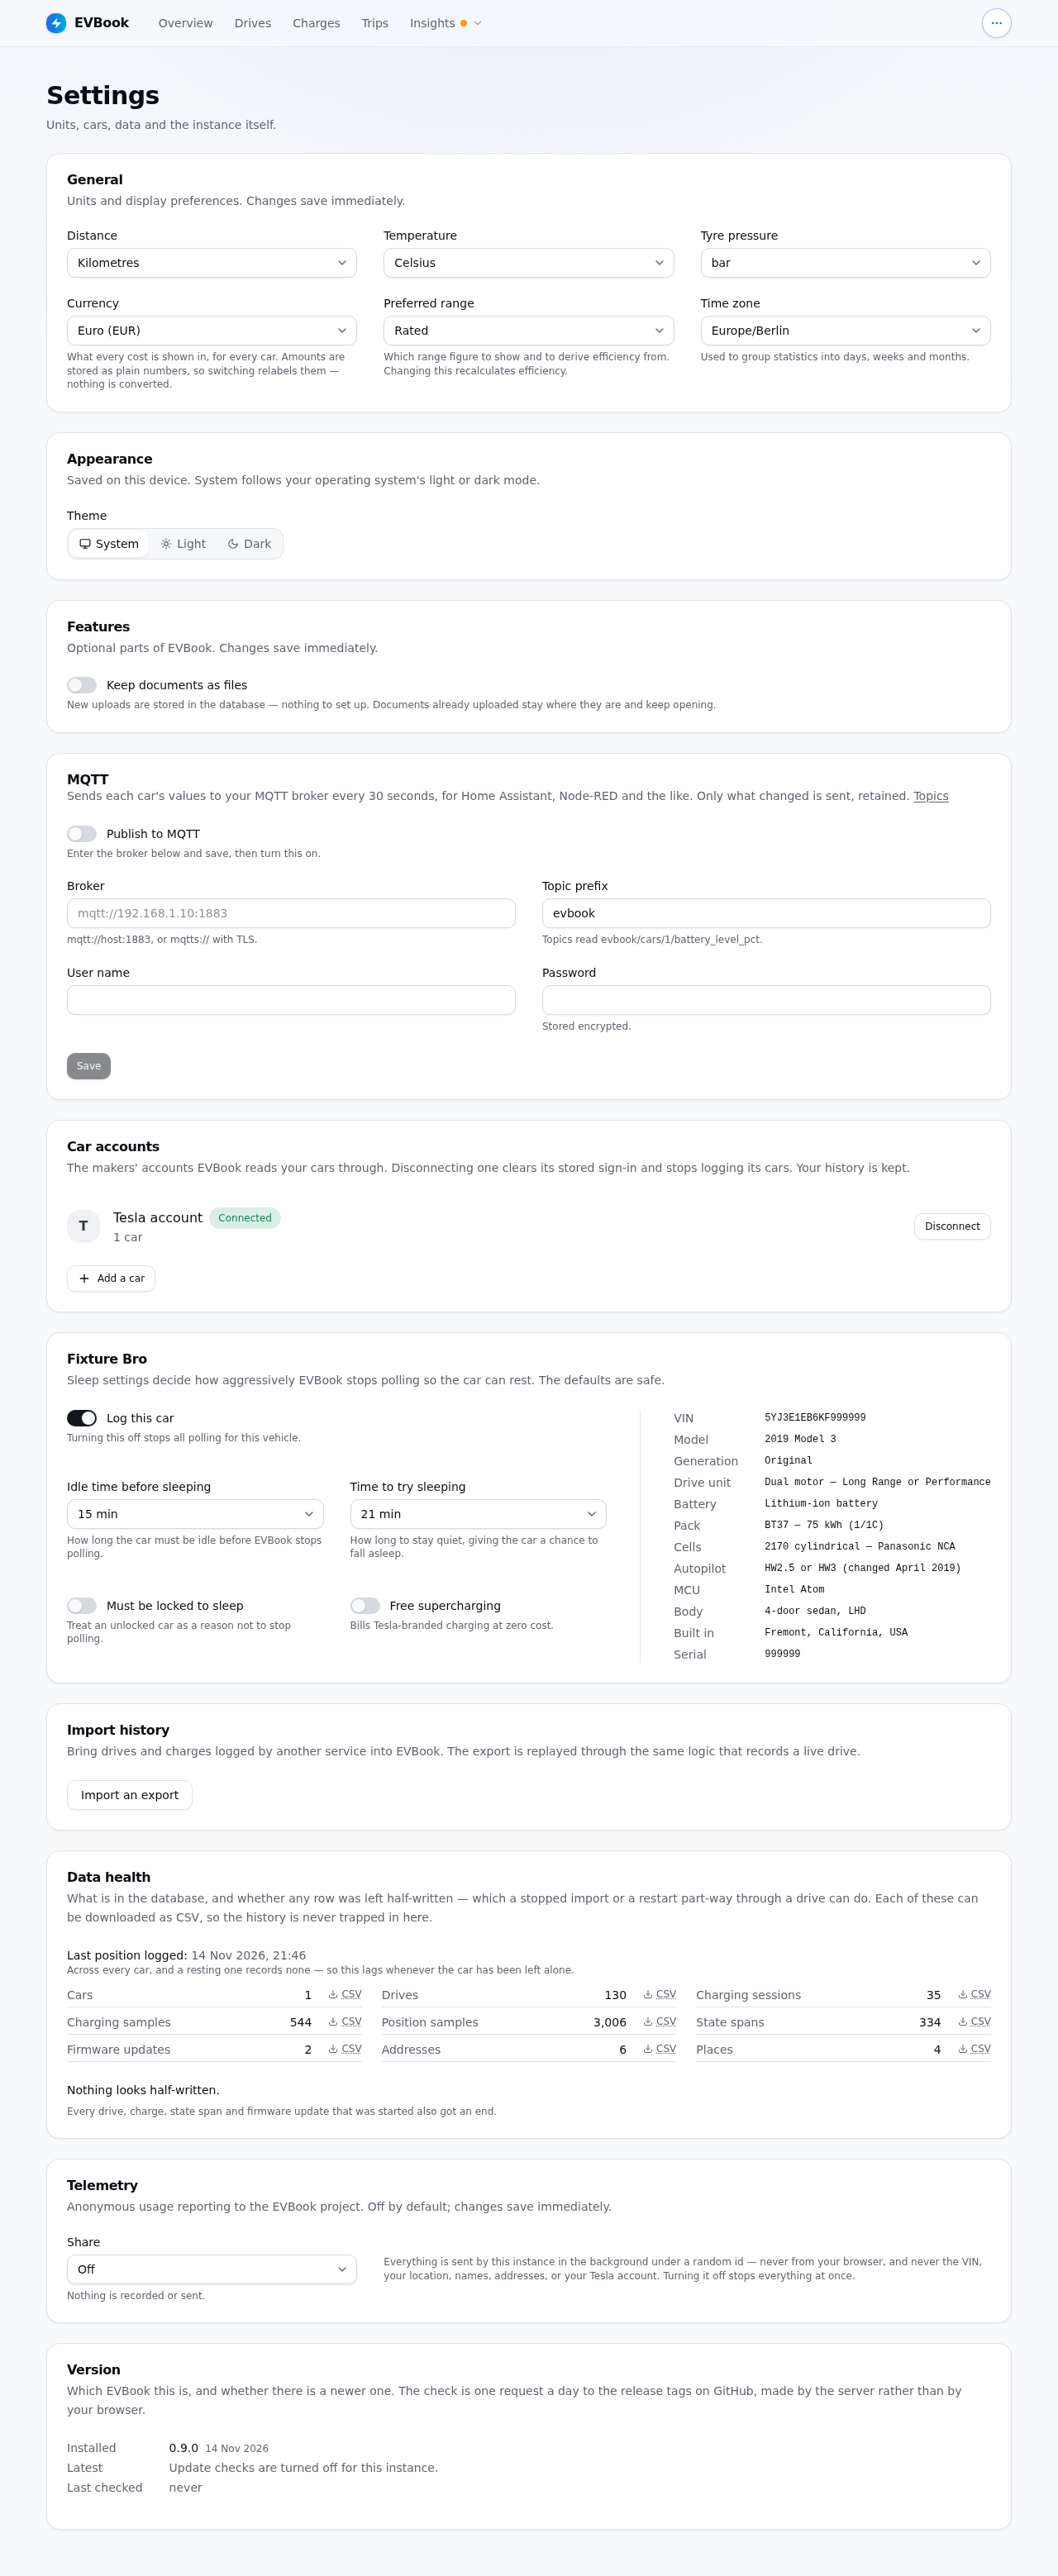 EVBook Overview Drives Charges Trips Insights
Settings
Units, cars, data and the instance itself.
General
Units and display preferences. Changes save immediately.
Distance Temperature Tyre pressure
Kilometres Celsius bar
Currency Preferred range Time zone
Euro (EUR) Rated Europe/Berlin
What every cost is shown in, for every car. Amounts are Which range figure to show and to derive efficiency from. Used to group statistics into days, weeks and months.
stored as plain numbers, so switching relabels them — Changing this recalculates efficiency.
nothing is converted.
Appearance
Saved on this device. System follows your operating system's light or dark mode.
Theme
System Light Dark
Features
Optional parts of EVBook. Changes save immediately.
Keep documents as files
New uploads are stored in the database — nothing to set up. Documents already uploaded stay where they are and keep opening.
MQTT
Sends each car's values to your MQTT broker every 30 seconds, for Home Assistant, Node-RED and the like. Only what changed is sent, retained. Topics
Publish to MQTT
Enter the broker below and save, then turn this on.
Broker Topic prefix
mqtt://192.168.1.10:1883 evbook
mqtt://host:1883, or mqtts:// with TLS. Topics read evbook/cars/1/battery_level_pct.
User name Password
Stored encrypted.
Save
Car accounts
The makers' accounts EVBook reads your cars through. Disconnecting one clears its stored sign-in and stops logging its cars. Your history is kept.
T Tesla account Connected Disconnect
1 car
Add a car
Fixture Bro
Sleep settings decide how aggressively EVBook stops polling so the car can rest. The defaults are safe.
Log this car
Turning this off stops all polling for this vehicle.
Idle time before sleeping Time to try sleeping
15 min 21 min
How long the car must be idle before EVBook stops How long to stay quiet, giving the car a chance to
polling. fall asleep.
Must be locked to sleep Free supercharging
Treat an unlocked car as a reason not to stop Bills Tesla-branded charging at zero cost.
polling.
VIN 5YJ3E1EB6KF999999
Model 2019 Model 3
Generation Original
Drive unit Dual motor — Long Range or Performance
Battery Lithium-ion battery
Pack BT37 — 75 kWh (1/1C)
Cells 2170 cylindrical — Panasonic NCA
Autopilot HW2.5 or HW3 (changed April 2019)
MCU Intel Atom
Body 4-door sedan, LHD
Built in Fremont, California, USA
Serial 999999
Import history
Bring drives and charges logged by another service into EVBook. The export is replayed through the same logic that records a live drive.
Import an export
Data health
What is in the database, and whether any row was left half-written — which a stopped import or a restart part-way through a drive can do. Each of these can
be downloaded as CSV, so the history is never trapped in here.
Last position logged: 14 Nov 2026, 21:46
Across every car, and a resting one records none — so this lags whenever the car has been left alone.
Cars 1 CSV Drives 130 CSV Charging sessions 35 CSV
Charging samples 544 CSV Position samples 3,006 CSV State spans 334 CSV
Firmware updates 2 CSV Addresses 6 CSV Places 4 CSV
Nothing looks half-written.
Every drive, charge, state span and firmware update that was started also got an end.
Telemetry
Anonymous usage reporting to the EVBook project. Off by default; changes save immediately.
Share
Off
Nothing is recorded or sent.
Everything is sent by this instance in the background under a random id — never from your browser, and never the VIN,
your location, names, addresses, or your Tesla account. Turning it off stops everything at once.
Version
Which EVBook this is, and whether there is a newer one. The check is one request a day to the release tags on GitHub, made by the server rather than by
your browser.
Installed 0.9.0 14 Nov 2026
Latest Update checks are turned off for this instance.
Last checked never